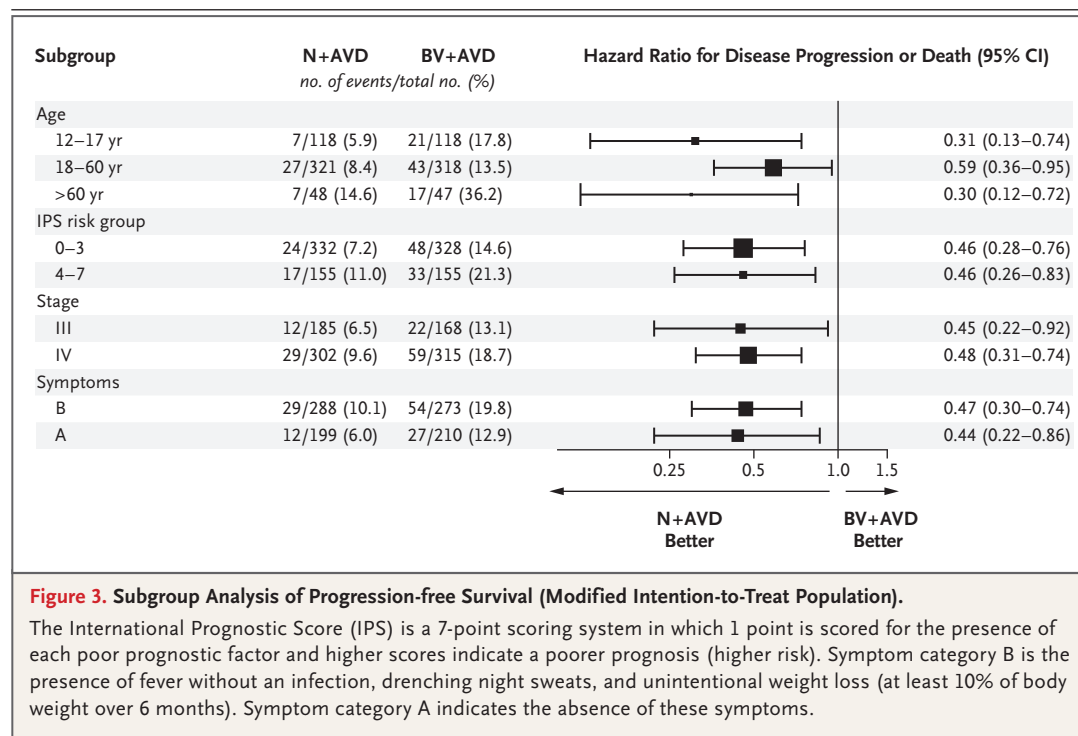 Subgroup N+AVD BV+AVD Hazard Ratio for Disease Progression or Death (95% CI)
no. of events/total no. (%)
Age
12–17 yr 7/118 (5.9) 21/118 (17.8) 0.31 (0.13–0.74)
18–60 yr 27/321 (8.4) 43/318 (13.5) 0.59 (0.36–0.95)
>60 yr 7/48 (14.6) 17/47 (36.2) 0.30 (0.12–0.72)
IPS risk group
0–3 24/332 (7.2) 48/328 (14.6) 0.46 (0.28–0.76)
4–7 17/155 (11.0) 33/155 (21.3) 0.46 (0.26–0.83)
Stage
III 12/185 (6.5) 22/168 (13.1) 0.45 (0.22–0.92)
IV 29/302 (9.6) 59/315 (18.7) 0.48 (0.31–0.74)
Symptoms
B 29/288 (10.1) 54/273 (19.8) 0.47 (0.30–0.74)
A 12/199 (6.0) 27/210 (12.9) 0.44 (0.22–0.86)
0.25 0.5 1.0 1.5
N+AVD BV+AVD
Better Better
Figure 3. Subgroup Analysis of Progression-free Survival (Modified Intention-to-Treat Population).
The International Prognostic Score (IPS) is a 7-point scoring system in which 1 point is scored for the presence of
each poor prognostic factor and higher scores indicate a poorer prognosis (higher risk). Symptom category B is the
presence of fever without an infection, drenching night sweats, and unintentional weight loss (at least 10% of body
weight over 6 months). Symptom category A indicates the absence of these symptoms.